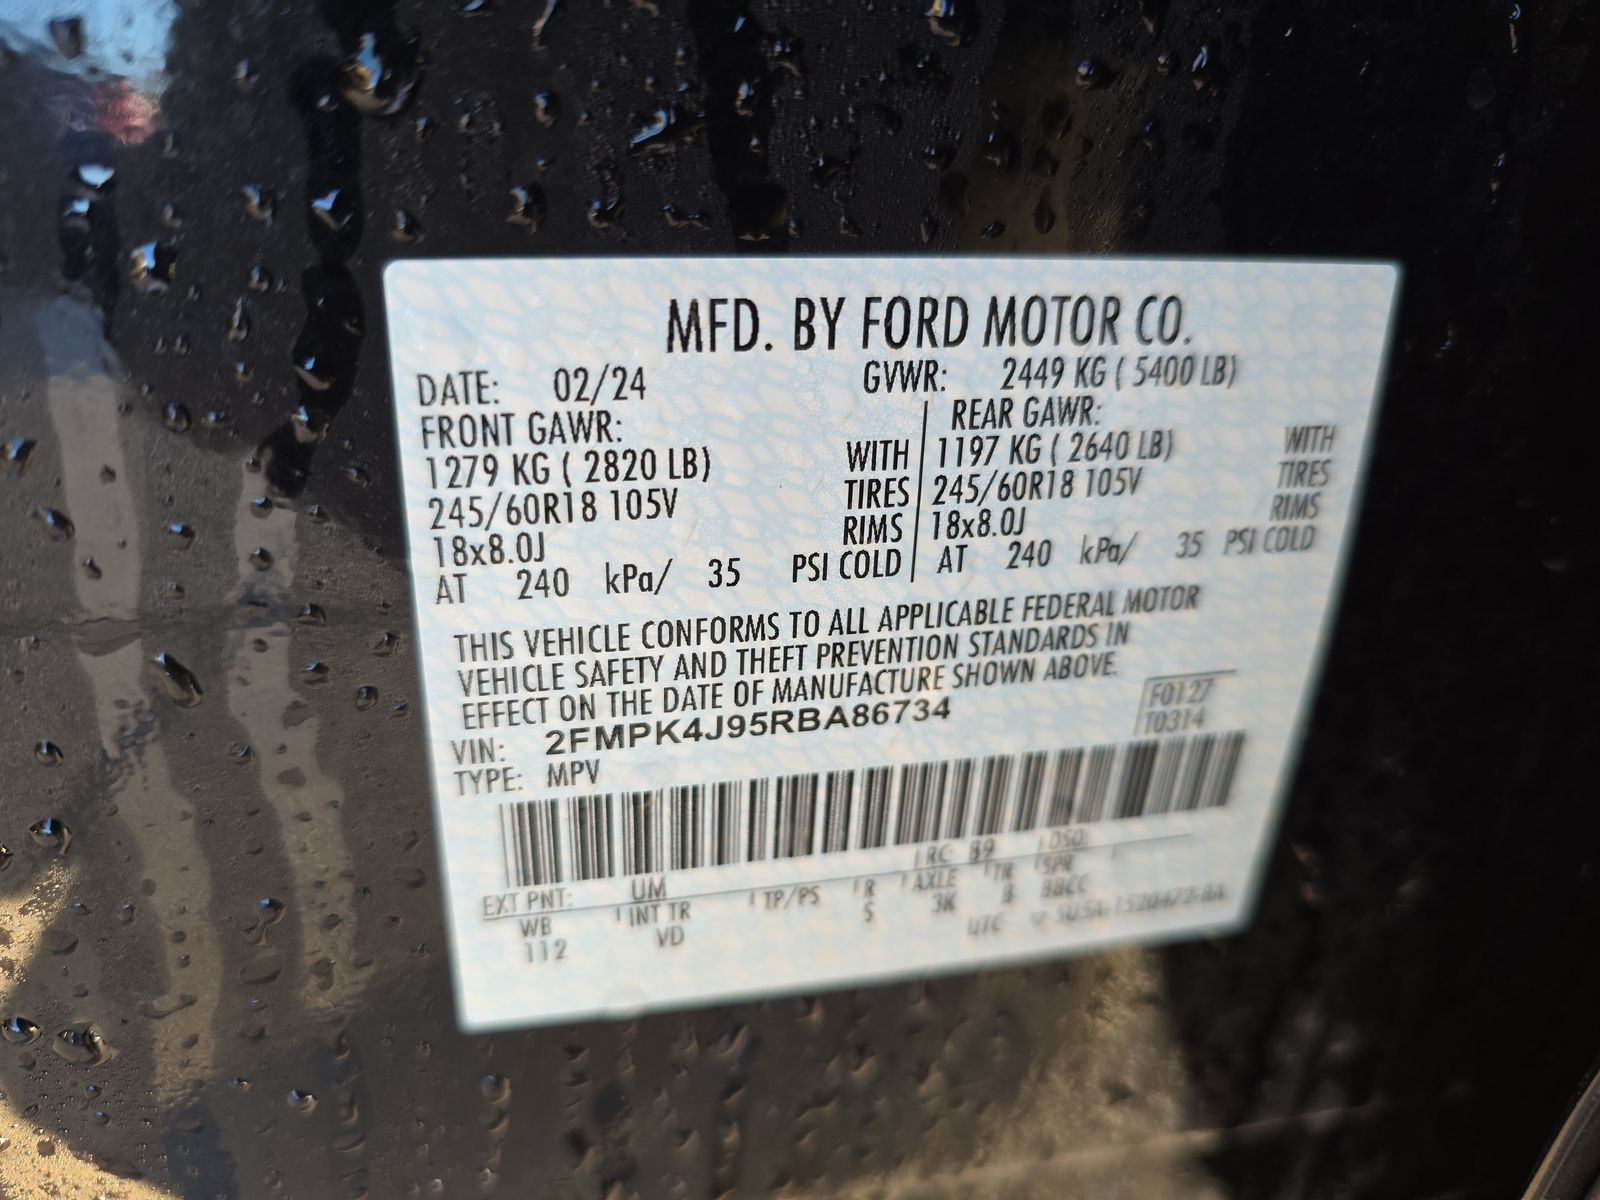 MFD. BY FORD MOTOR CO.
DATE: 02/24 GVWR: 2449 KG ( 5400 LB)
FRONT GAWR: REAR GAWR:
1279 KG ( 2820 LB) WITH 1197 KG ( 2640 LB) WITH
245/60R18 105V TIRES 245/60R18 105V TIRES
18x8.0J RIMS 18x8.0J RIMS
AT 240 kPa/ 35 PSI COLD AT 240 kPa/ 35 PSI COLD
THIS VEHICLE CONFORMS TO ALL APPLICABLE FEDERAL MOTOR
VEHICLE SAFETY AND THEFT PREVENTION STANDARDS IN
EFFECT ON THE DATE OF MANUFACTURE SHOWN ABOVE.
F0127
VIN: 2FMPK4J95RBA86734 T0314
TYPE: MPV
EXT PNT: UM RC: 89 DSO:
WB INT TR TP/PS R AXLE TR SPR
112 VD S 3K B BBCC
UTC